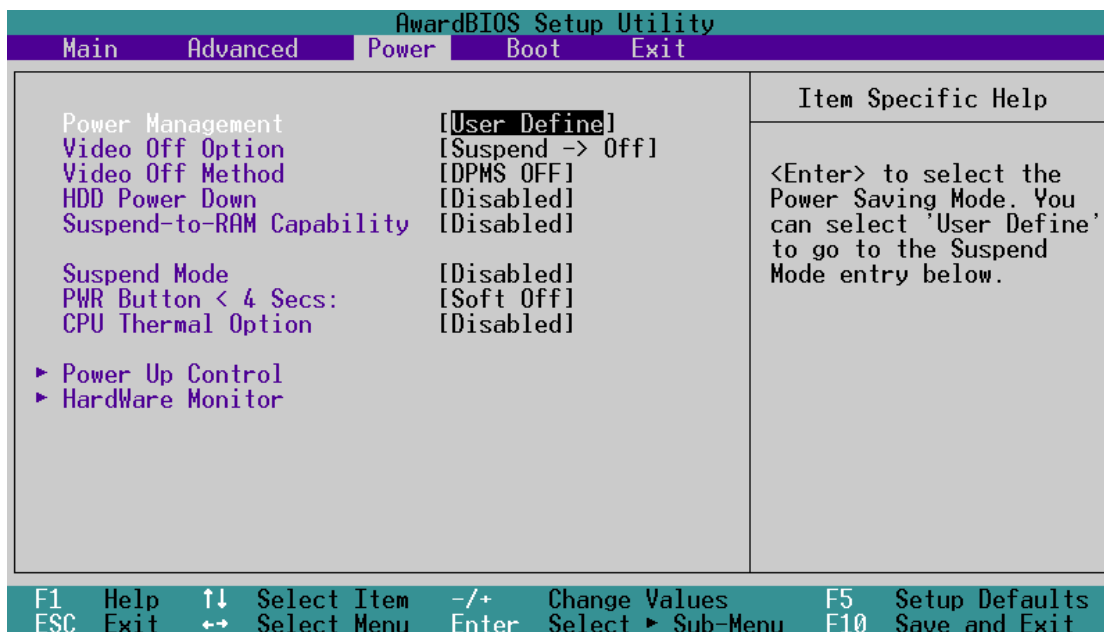 AwardBIOS Setup Utility
Main Advanced Power Boot Exit
Power Management [User Define]
Video Off Option [Suspend -> Off]
Video Off Method [DPMS OFF]
HDD Power Down [Disabled]
Suspend-to-RAM Capability [Disabled]
Suspend Mode [Disabled]
PWR Button < 4 Secs: [Soft Off]
CPU Thermal Option [Disabled]
► Power Up Control
► HardWare Monitor
Item Specific Help
<Enter> to select the
Power Saving Mode. You
can select 'User Define'
to go to the Suspend
Mode entry below.
F1 Help ↑↓ Select Item -/+ Change Values F5 Setup Defaults
ESC Exit ←→ Select Menu Enter Select ► Sub-Menu F10 Save and Exit